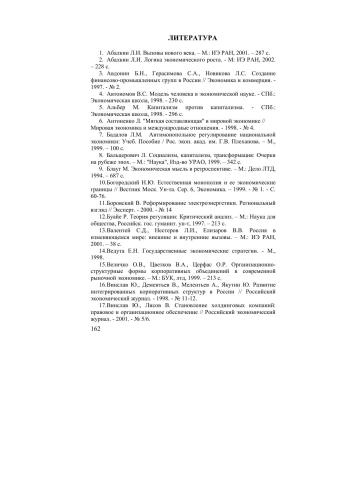 ЛИТЕРАТУРА
1. Абалкин Л.И. Вызовы нового века. – М.: ИЭ РАН, 2001. – 287 с.
2. Абалкин Л.И. Логика экономического роста. - М: ИЭ РАН, 2002.
– 228 с.
3. Авдонин Б.Н., Герасимова С.А., Новикова Л.С. Создание
финансово-промышленных групп в России // Экономика и коммерция. -
1997. - № 2.
4. Автономов В.С. Модель человека в экономической науке. - СПб.:
Экономическая школа, 1998. - 230 с.
5. Альбер М. Капитализм против капитализма. - СПб.:
Экономическая школа, 1998. - 296 с.
6. Антоненко Л. "Мягкая составляющая" в мировой экономике //
Мировая экономика и международные отношения. - 1998. - № 4.
7. Бадалов Л.М. Антимонопольное регулирование национальной
экономики: Учеб. Пособие / Рос. экон. акад. им. Г.В. Плеханова. – М.,
1999. – 100 с.
8. Бальцерович Л. Социализм, капитализм, трансформация: Очерки
на рубеже эпох. – М.: "Наука", Изд-во УРАО, 1999. – 342 с.
9. Блауг М. Экономическая мысль в ретроспективе. – М.: Дело ЛТД,
1994. – 687 с.
10.Богородский Н.Ю. Естественная монополия и ее экономические
границы // Вестник Моск. Ун-та. Сер. 6, Экономика. – 1999. - № 1. - С.
60-76.
11.Боровский В. Реформирование электроэнергетики. Региональный
взгляд // Эксперт. - 2000. - № 14
12.Буайе Р. Теория регуляции: Критический анализ. – М.: Наука для
общества, Российск. гос. гуманит. ун-т, 1997. – 213 с.
13.Валентей С.Д., Нестеров Л.И., Елизаров В.В. Россия в
изменяющемся мире: внешние и внутренние вызовы. – М.: ИЭ РАН,
2001. – 38 с.
14.Ведута Е.Н. Государственные экономические стратегии. - М.,
1998.
15.Величко О.В., Цветков В.А., Церфас О.Р. Организационно-
структурные формы корпоративных объединений в современной
рыночной экономике. – М.: БУК, лтд, 1999. – 213 с.
16.Винслав Ю., Дементьев В., Мелентьев А., Якутин Ю. Развитие
интегрированных корпоративных структур в России // Российский
экономический журнал. - 1998. - № 11-12.
17.Винслав Ю., Лисов В. Становление холдинговых компаний:
правовое и организационное обеспечение // Российский экономический
журнал. - 2001. - № 5/6.
162